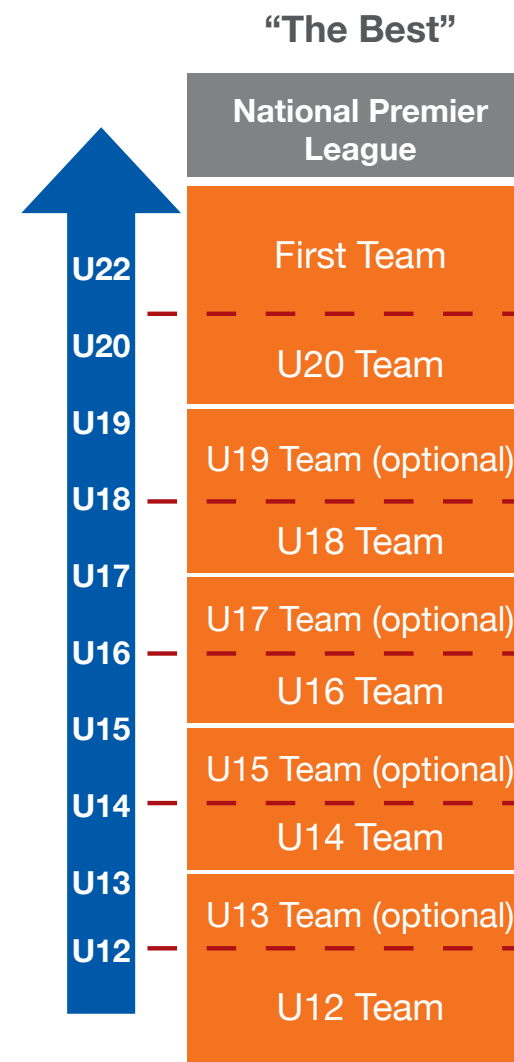 “The Best”
National Premier
League
U22
First Team
U20
U20 Team
U19
U19 Team (optional)
U18
U18 Team
U17
U17 Team (optional)
U16
U16 Team
U15
U15 Team (optional)
U14
U14 Team
U13
U13 Team (optional)
U12
U12 Team